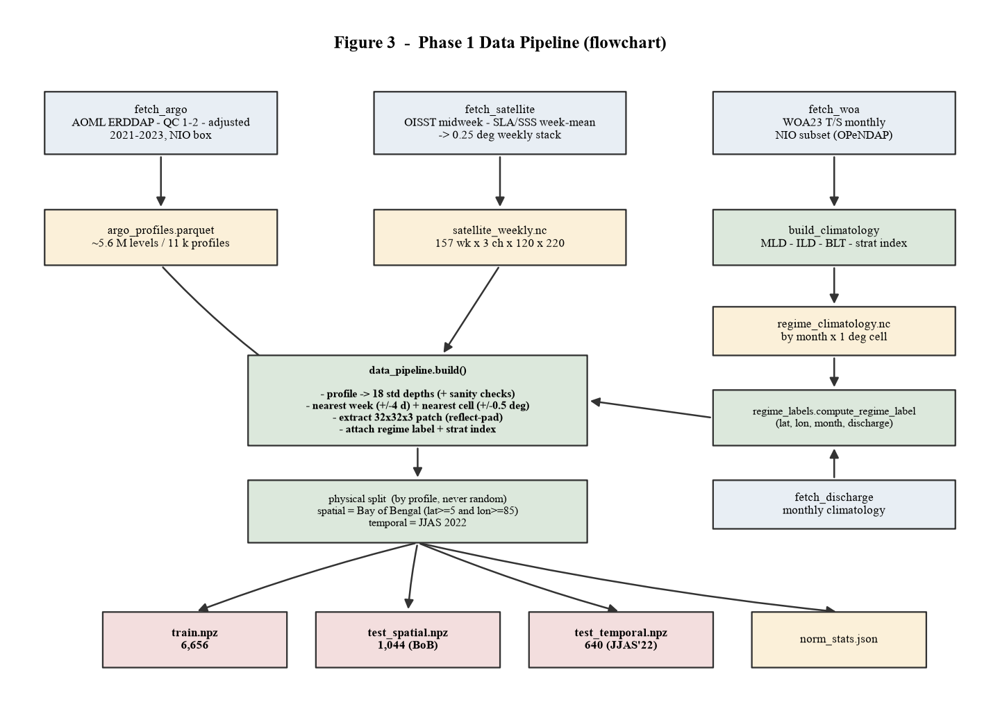 Figure 3 - Phase 1 Data Pipeline (flowchart)
fetch_argo
AOML ERDDAP - QC 1-2 - adjusted
2021-2023, NIO box
fetch_satellite
OISST midweek - SLA/SSS week-mean
-> 0.25 deg weekly stack
fetch_woa
WOA23 T/S monthly
NIO subset (OPeNDAP)
argo_profiles.parquet
~5.6 M levels / 11 k profiles
satellite_weekly.nc
157 wk x 3 ch x 120 x 220
build_climatology
MLD - ILD - BLT - strat index
regime_climatology.nc
by month x 1 deg cell
data_pipeline.build()
- profile -> 18 std depths (+ sanity checks)
- nearest week (+/-4 d) + nearest cell (+/-0.5 deg)
- extract 32x32x3 patch (reflect-pad)
- attach regime label + strat index
regime_labels.compute_regime_label
(lat, lon, month, discharge)
physical split (by profile, never random)
spatial = Bay of Bengal (lat>=5 and lon>=85)
temporal = JJAS 2022
fetch_discharge
monthly climatology
train.npz
6,656
test_spatial.npz
1,044 (BoB)
test_temporal.npz
640 (JJAS'22)
norm_stats.json